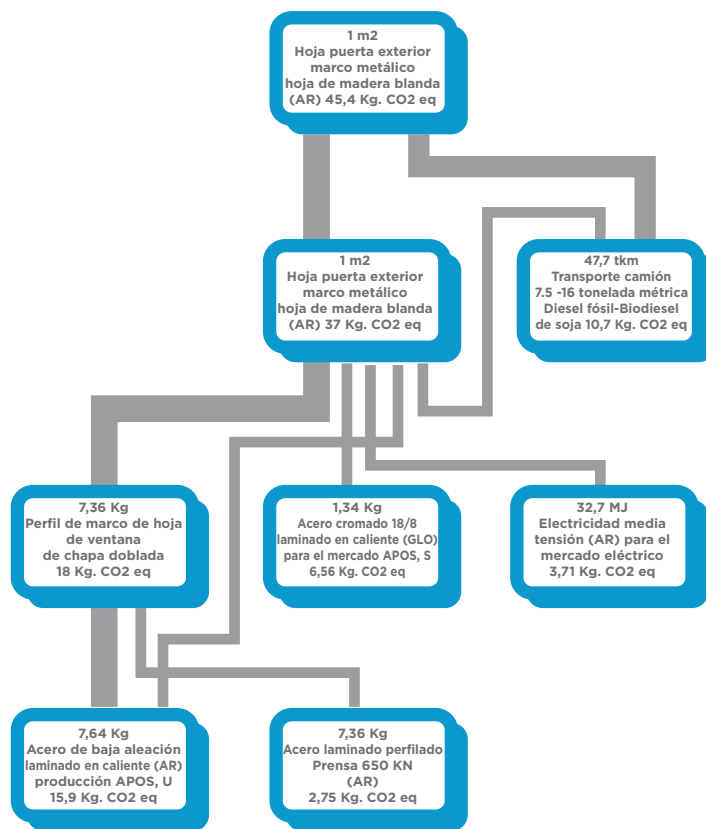 1 m2
Hoja puerta exterior
marco metálico
hoja de madera blanda
(AR) 45,4 Kg. CO2 eq
1 m2
Hoja puerta exterior
marco metálico
hoja de madera blanda
(AR) 37 Kg. CO2 eq
47,7 tkm
Transporte camión
7.5 -16 tonelada métrica
Diesel fósil-Biodiesel
de soja 10,7 Kg. CO2 eq
7,36 Kg
Perfil de marco de hoja
de ventana
de chapa doblada
18 Kg. CO2 eq
1,34 Kg
Acero cromado 18/8
laminado en caliente (GLO)
para el mercado APOS, S
6,56 Kg. CO2 eq
32,7 MJ
Electricidad media
tensión (AR) para el
mercado eléctrico
3,71 Kg. CO2 eq
7,64 Kg
Acero de baja aleación
laminado en caliente (AR)
producción APOS, U
15,9 Kg. CO2 eq
7,36 Kg
Acero laminado perfilado
Prensa 650 KN
(AR)
2,75 Kg. CO2 eq